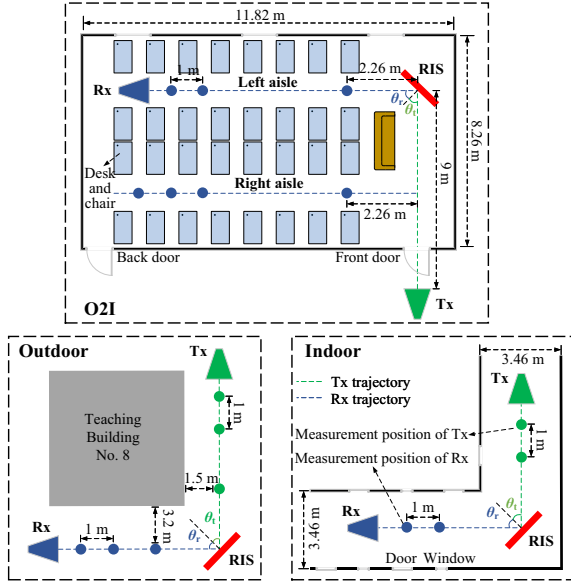 11.82 m
RIS
2.26 m
1 m
Left aisle
Rx
θr
θt
8.26 m
9 m
Desk
and
chair
Right aisle
2.26 m
Back door
Front door
Tx
O2I
Outdoor
Tx
Teaching
Building
No. 8
1 m
1.5 m
3.2 m
Rx
1 m
θr
θt
RIS
Indoor
3.46 m
Tx
Tx trajectory
Rx trajectory
Measurement position of Tx
1 m
Measurement position of Rx
3.46 m
Rx
1 m
θr
θt
RIS
Door Window